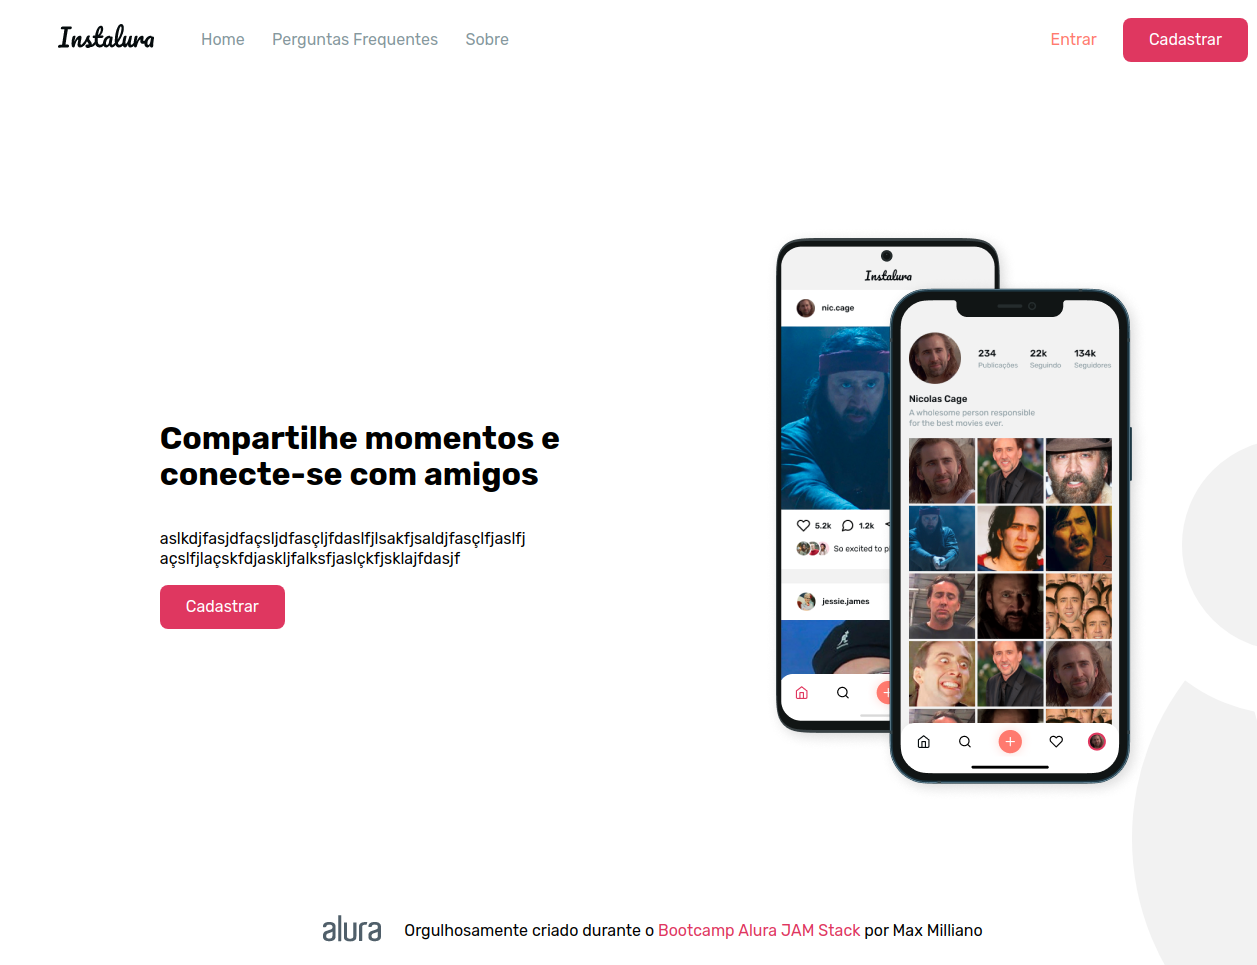 Instalura
Home Perguntas Frequentes Sobre
Entrar Cadastrar
Compartilhe momentos e
conecte-se com amigos
aslkdjfasjdfaçsljdfasçljfdaslfjlsakfjsaldjfasçlfjaslfj
açslfjlaçskfdjaskljfalksfjaslçkfjsklajfdasjf
Cadastrar
Instalura
nic.cage
5.2k 1.2k
So excited to p
jessie.james
234 22k 134k
Publicações Seguindo Seguidores
Nicolas Cage
A wholesome person responsible
for the best movies ever.
alura Orgulhosamente criado durante o Bootcamp Alura JAM Stack por Max Milliano